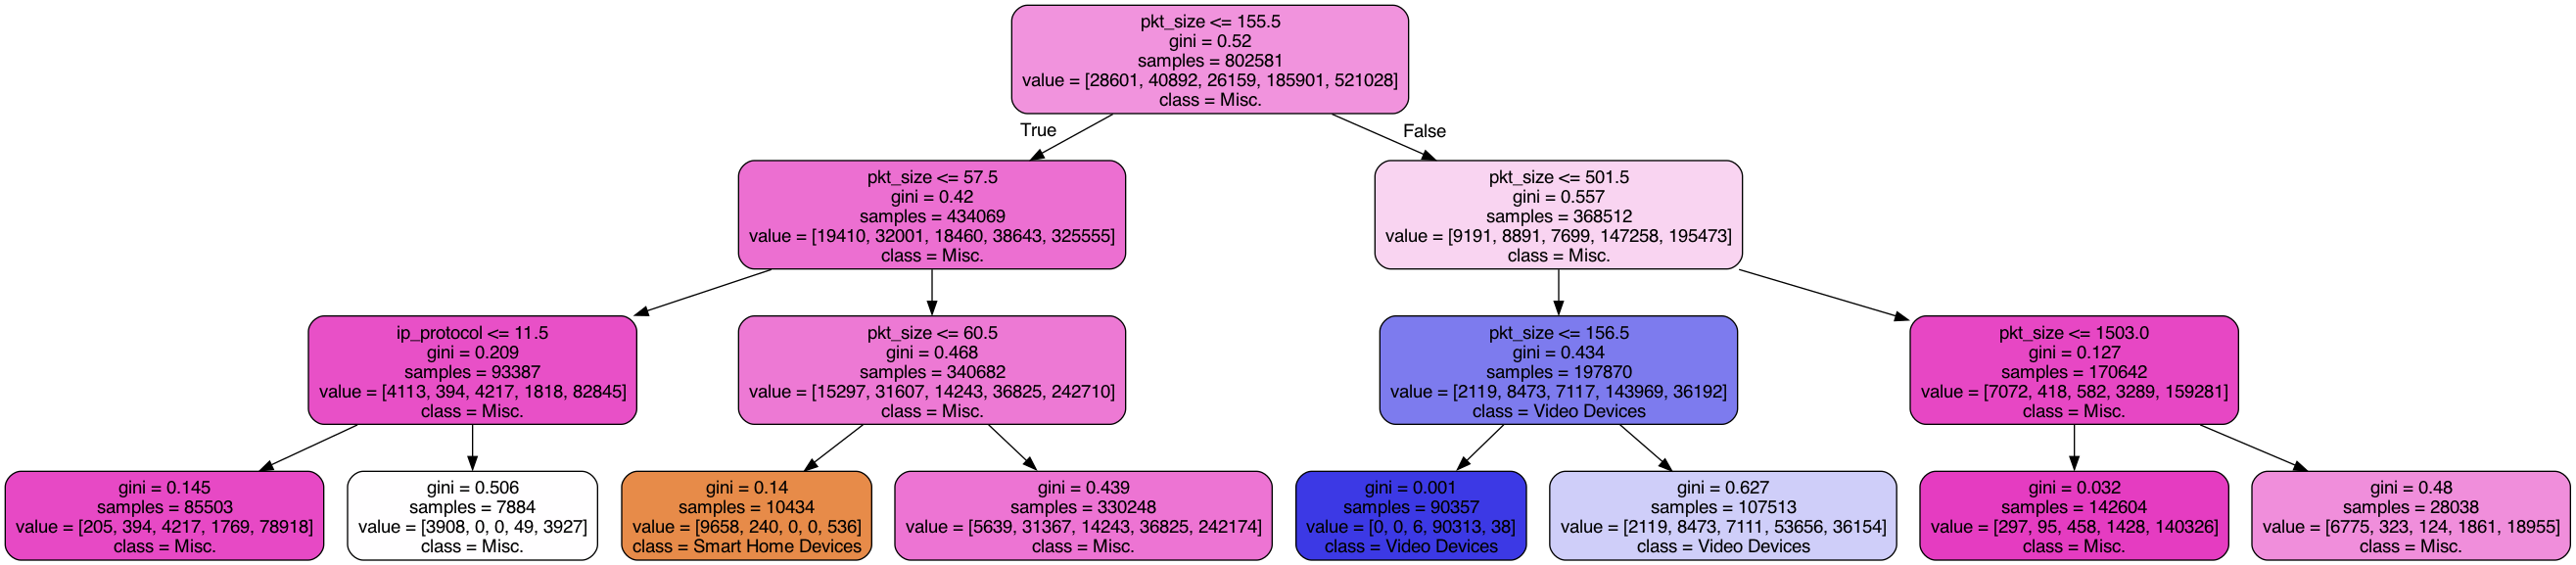 pkt_size <= 155.5
gini = 0.52
samples = 802581
value = [28601, 40892, 26159, 185901, 521028]
class = Misc.
True
False
pkt_size <= 57.5
gini = 0.42
samples = 434069
value = [19410, 32001, 18460, 38643, 325555]
class = Misc.
pkt_size <= 501.5
gini = 0.557
samples = 368512
value = [9191, 8891, 7699, 147258, 195473]
class = Misc.
ip_protocol <= 11.5
gini = 0.209
samples = 93387
value = [4113, 394, 4217, 1818, 82845]
class = Misc.
pkt_size <= 60.5
gini = 0.468
samples = 340682
value = [15297, 31607, 14243, 36825, 242710]
class = Misc.
pkt_size <= 156.5
gini = 0.434
samples = 197870
value = [2119, 8473, 7117, 143969, 36192]
class = Video Devices
pkt_size <= 1503.0
gini = 0.127
samples = 170642
value = [7072, 418, 582, 3289, 159281]
class = Misc.
gini = 0.145
samples = 85503
value = [205, 394, 4217, 1769, 78918]
class = Misc.
gini = 0.506
samples = 7884
value = [3908, 0, 0, 49, 3927]
class = Misc.
gini = 0.14
samples = 10434
value = [9658, 240, 0, 0, 536]
class = Smart Home Devices
gini = 0.439
samples = 330248
value = [5639, 31367, 14243, 36825, 242174]
class = Misc.
gini = 0.001
samples = 90357
value = [0, 0, 6, 90313, 38]
class = Video Devices
gini = 0.627
samples = 107513
value = [2119, 8473, 7111, 53656, 36154]
class = Video Devices
gini = 0.032
samples = 142604
value = [297, 95, 458, 1428, 140326]
class = Misc.
gini = 0.48
samples = 28038
value = [6775, 323, 124, 1861, 18955]
class = Misc.